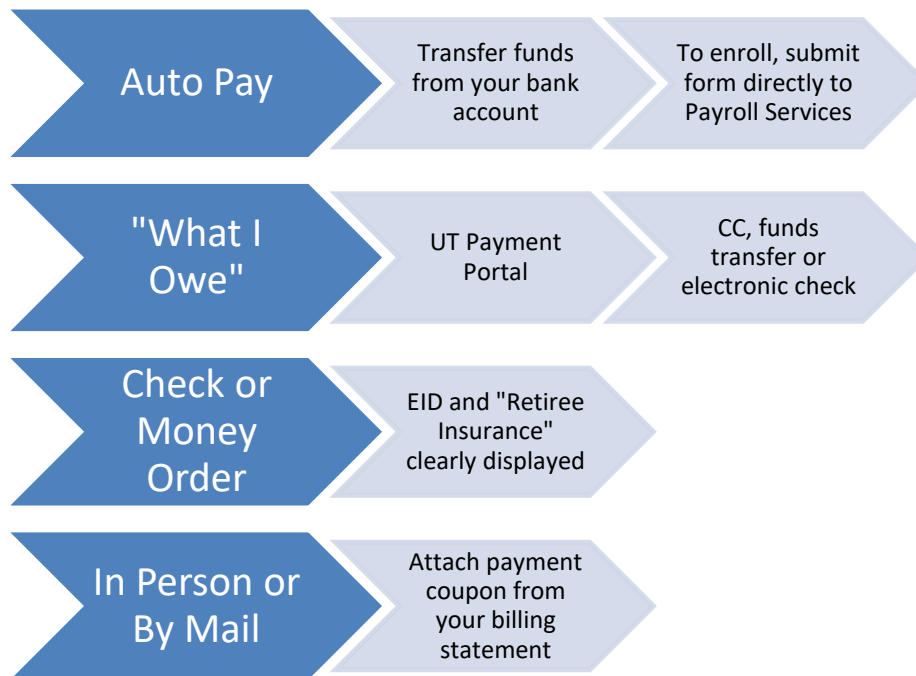 Auto Pay
Transfer funds
from your bank
account
To enroll, submit
form directly to
Payroll Services
"What I
Owe"
UT Payment
Portal
CC, funds
transfer or
electronic check
Check or
Money
Order
EID and "Retiree
Insurance"
clearly displayed
In Person or
By Mail
Attach payment
coupon from
your billing
statement